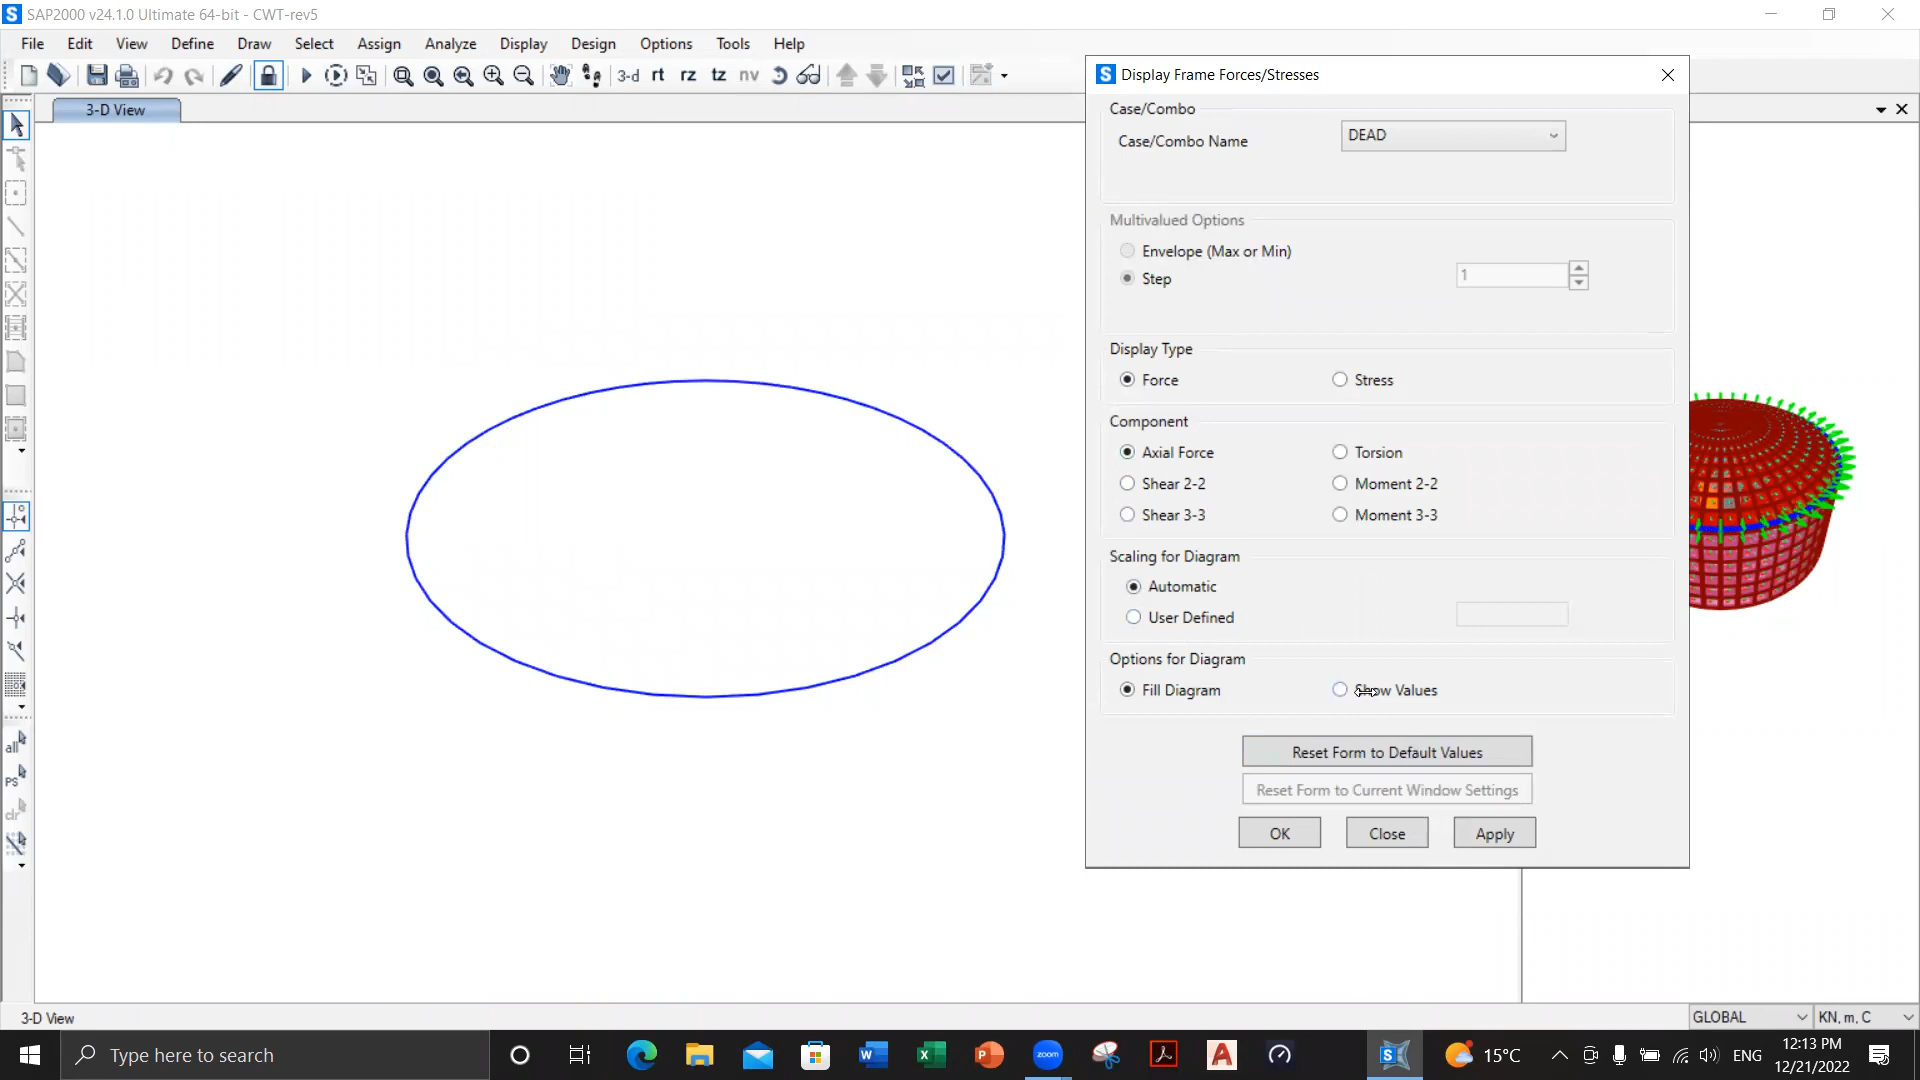 SAP2000 v24.1.0 Ultimate 64-bit - CWT-rev5
File Edit View Define Draw Select Assign Analyze Display Design Options Tools Help
3-d rt rz tz nv
3-D View
Display Frame Forces/Stresses
Case/Combo
Case/Combo Name DEAD
Multivalued Options
Envelope (Max or Min)
Step 1
Display Type
Force Stress
Component
Axial Force Torsion
Shear 2-2 Moment 2-2
Shear 3-3 Moment 3-3
Scaling for Diagram
Automatic
User Defined
Options for Diagram
Fill Diagram Show Values
Reset Form to Default Values
Reset Form to Current Window Settings
OK Close Apply
all
PS
clr
3-D View GLOBAL KN, m, C
Type here to search zoom 15°C ENG 12:13 PM
12/21/2022